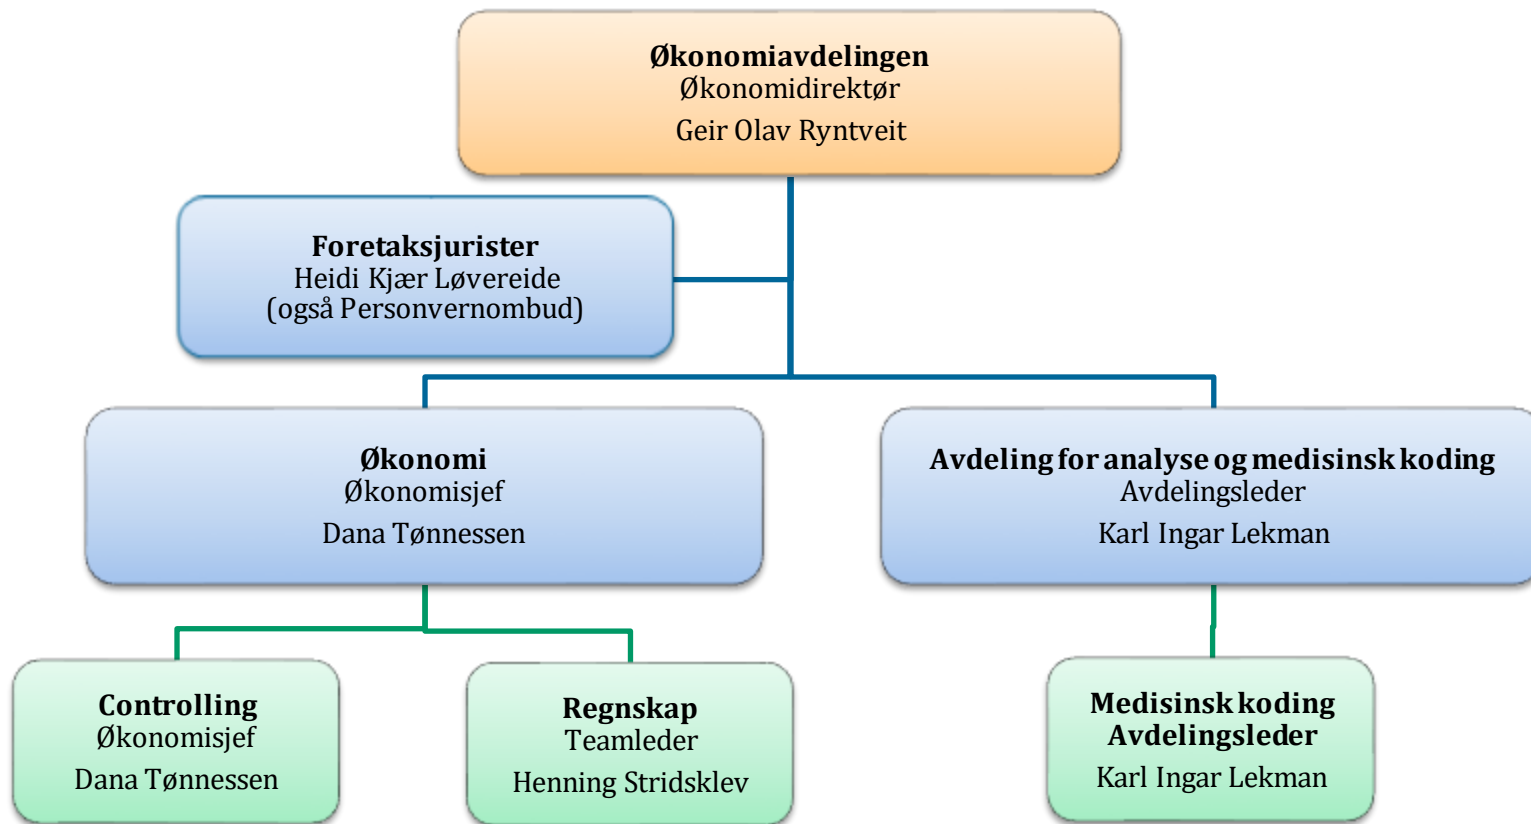 Økonomiavdelingen
Økonomidirektør
Geir Olav Ryntveit
Foretaksjurister
Heidi Kjær Løvereide
(også Personvernombud)
Økonomi
Økonomisjef
Dana Tønnessen
Avdeling for analyse og medisinsk koding
Avdelingsleder
Karl Ingar Lekman
Controlling
Økonomisjef
Dana Tønnessen
Regnskap
Teamleder
Henning Stridsklev
Medisinsk koding
Avdelingsleder
Karl Ingar Lekman